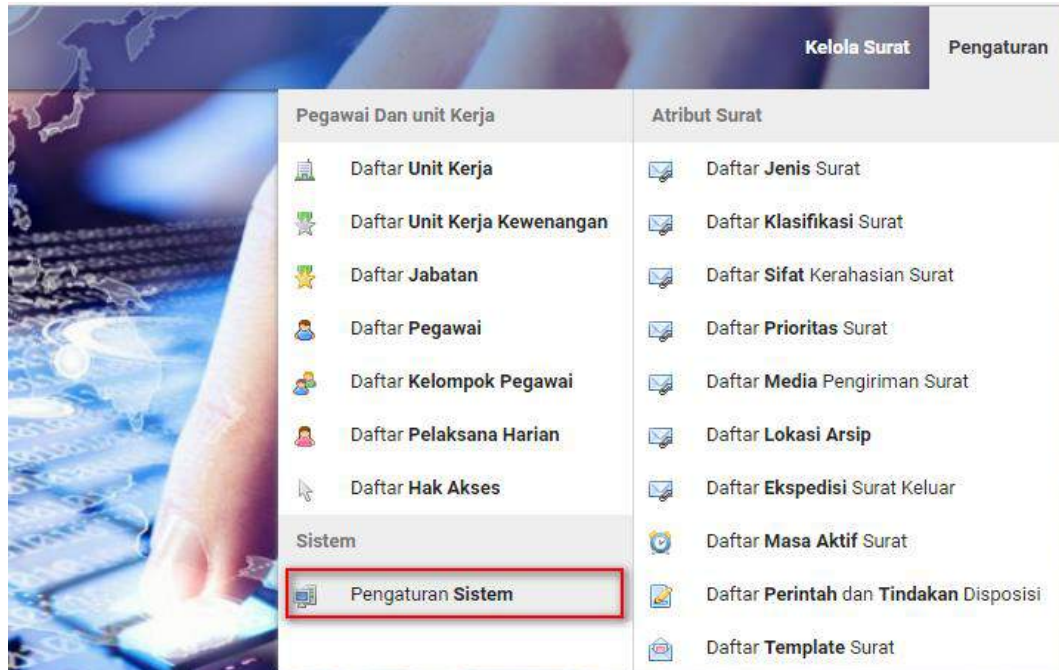 Kelola Surat
Pengaturan
Pegawai Dan unit Kerja
Daftar Unit Kerja
Daftar Unit Kerja Kewenangan
Daftar Jabatan
Daftar Pegawai
Daftar Kelompok Pegawai
Daftar Pelaksana Harian
Daftar Hak Akses
Sistem
Pengaturan Sistem
Atribut Surat
Daftar Jenis Surat
Daftar Klasifikasi Surat
Daftar Sifat Kerahasian Surat
Daftar Prioritas Surat
Daftar Media Pengiriman Surat
Daftar Lokasi Arsip
Daftar Ekspedisi Surat Keluar
Daftar Masa Aktif Surat
Daftar Perintah dan Tindakan Disposisi
Daftar Template Surat